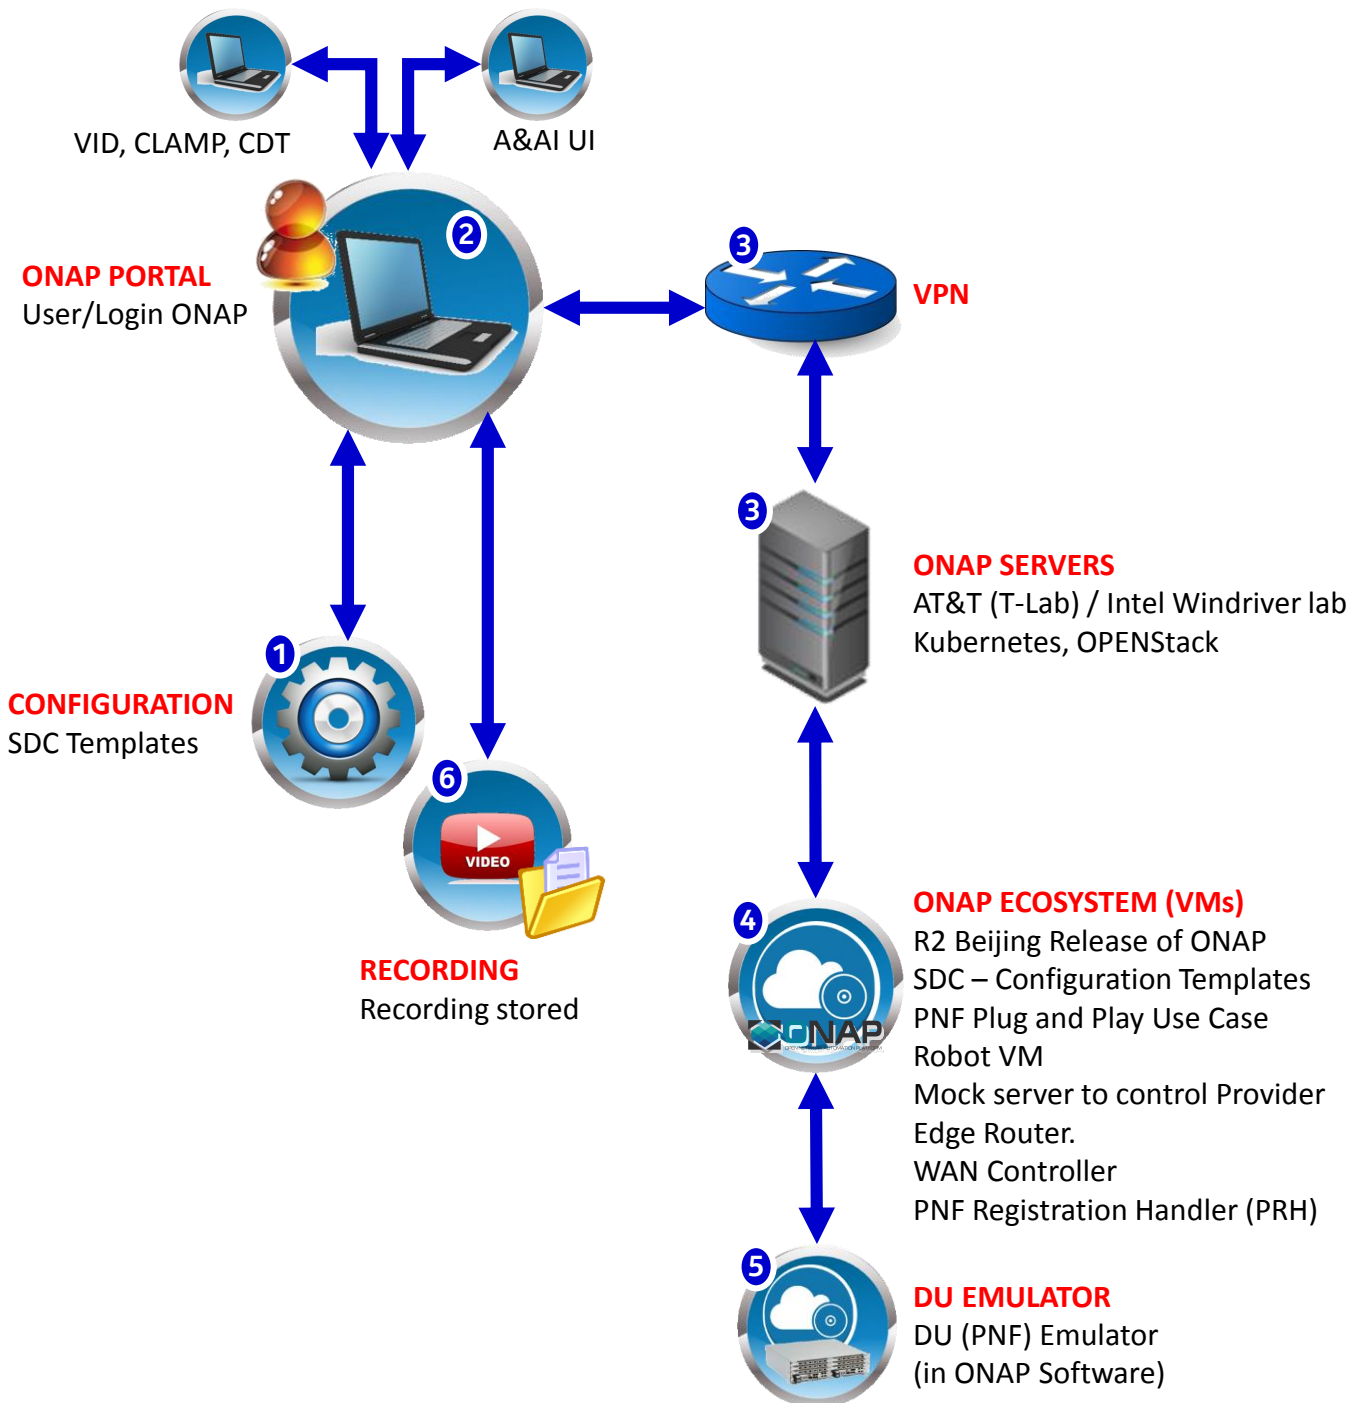 VID, CLAMP, CDT
A&AI UI
2
3
ONAP PORTAL
User/Login ONAP
VPN
3
ONAP SERVERS
AT&T (T-Lab) / Intel Windriver lab
Kubernetes, OPENStack
1
CONFIGURATION
SDC Templates
6
VIDEO
RECORDING
Recording stored
4
ONAP
ONAP ECOSYSTEM (VMs)
R2 Beijing Release of ONAP
SDC – Configuration Templates
PNF Plug and Play Use Case
Robot VM
Mock server to control Provider
Edge Router.
WAN Controller
PNF Registration Handler (PRH)
5
DU EMULATOR
DU (PNF) Emulator
(in ONAP Software)